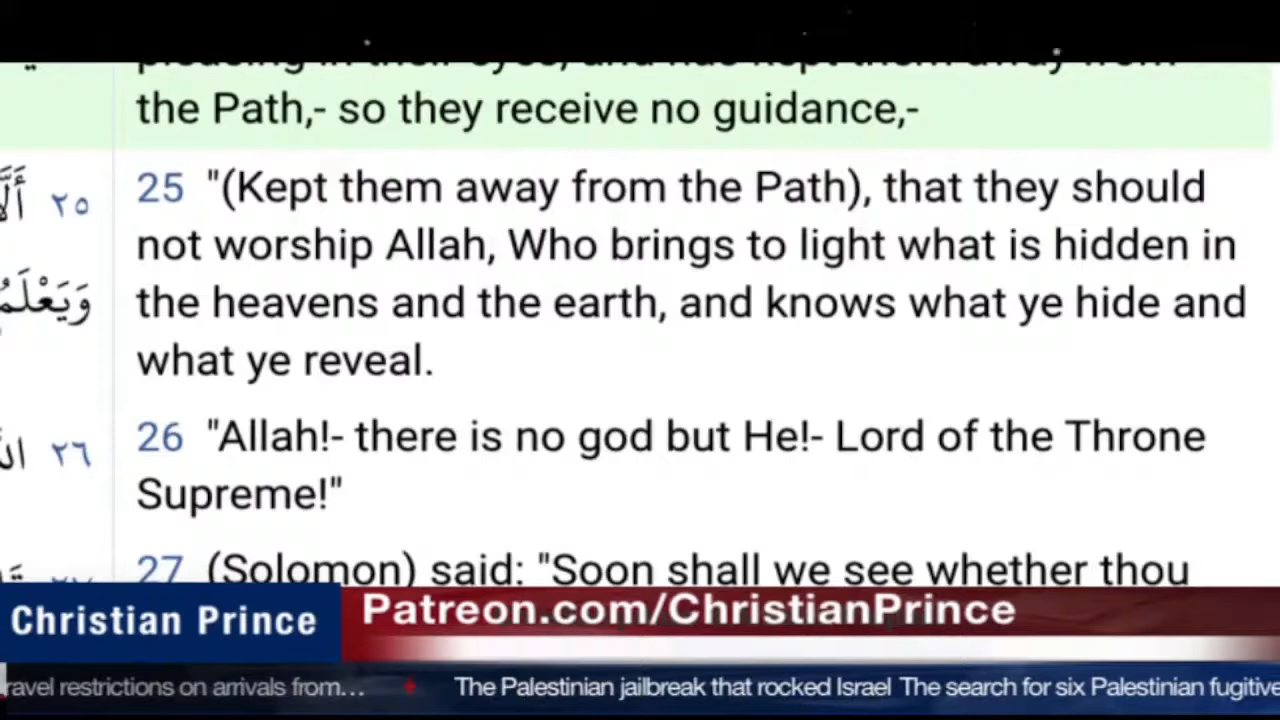 the Path,- so they receive no guidance,-
25 "(Kept them away from the Path), that they should
٢٥
not worship Allah, Who brings to light what is hidden in
وَيَعْلَمُ
the heavens and the earth, and knows what ye hide and
what ye reveal.
26 "Allah!- there is no god but He!- Lord of the Throne
٢٦
Supreme!"
27 (Solomon) said: "Soon shall we see whether thou
Christian Prince
Patreon.com/ChristianPrince
restrictions on arrivals from... The Palestinian jailbreak that rocked Israel The search for six Palestinian fugitive